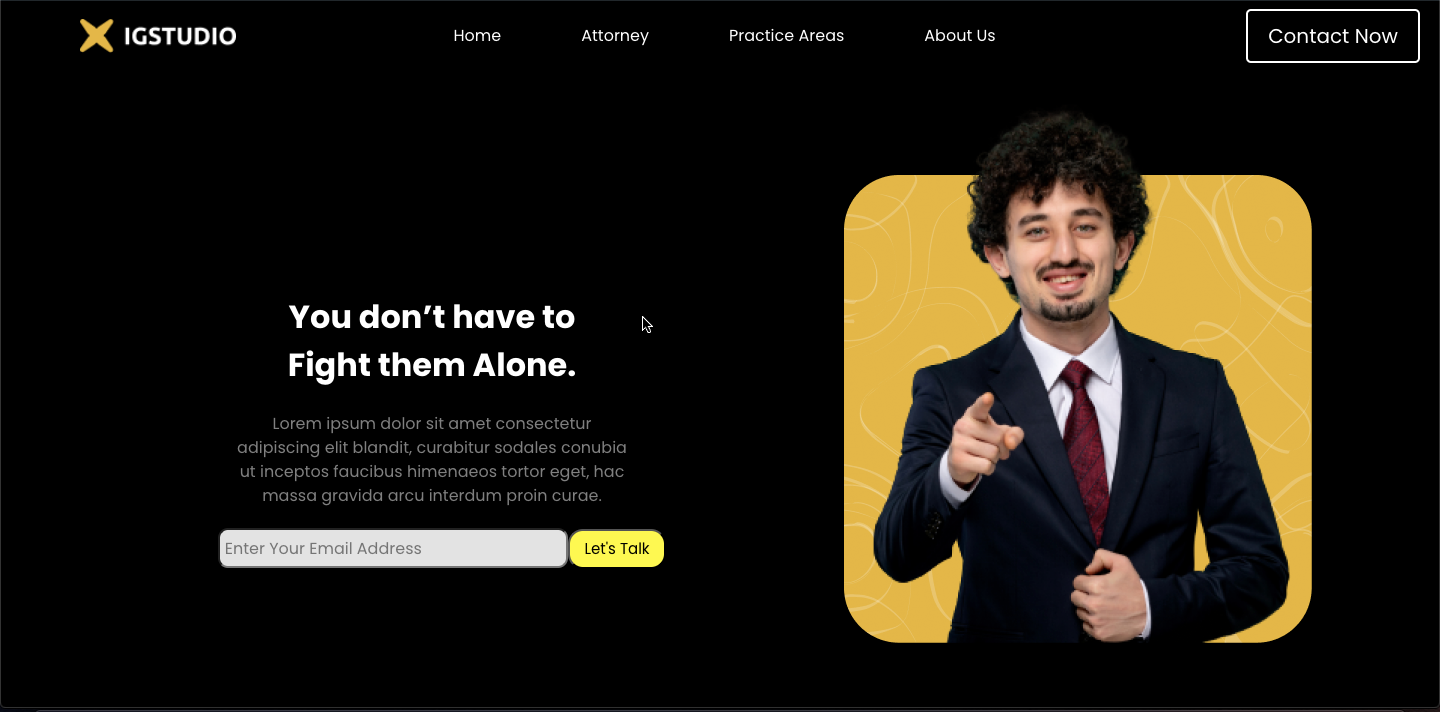 IGSTUDIO
Home
Attorney
Practice Areas
About Us
Contact Now
You don’t have to
Fight them Alone.
Lorem ipsum dolor sit amet consectetur
adipiscing elit blandit, curabitur sodales conubia
ut inceptos faucibus himenaeos tortor eget, hac
massa gravida arcu interdum proin curae.
Enter Your Email Address
Let's Talk